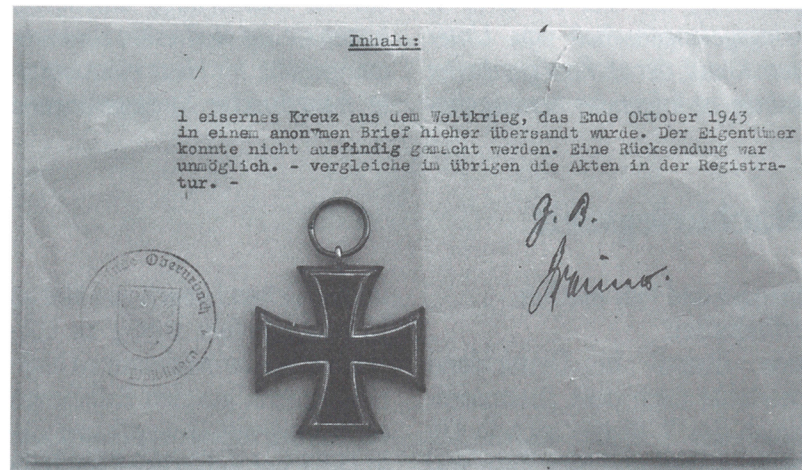 Inhalt:
1 eisernes Kreuz aus dem Weltkrieg, das Ende Oktober 1943
in einem anonymen Brief hieher übersandt wurde. Der Eigentümer
konnte nicht ausfindig gemacht werden. Eine Rücksendung war
unmöglich. - vergleiche im übrigen die Akten in der Registra-
tur. -
J. B.
Oberurbach